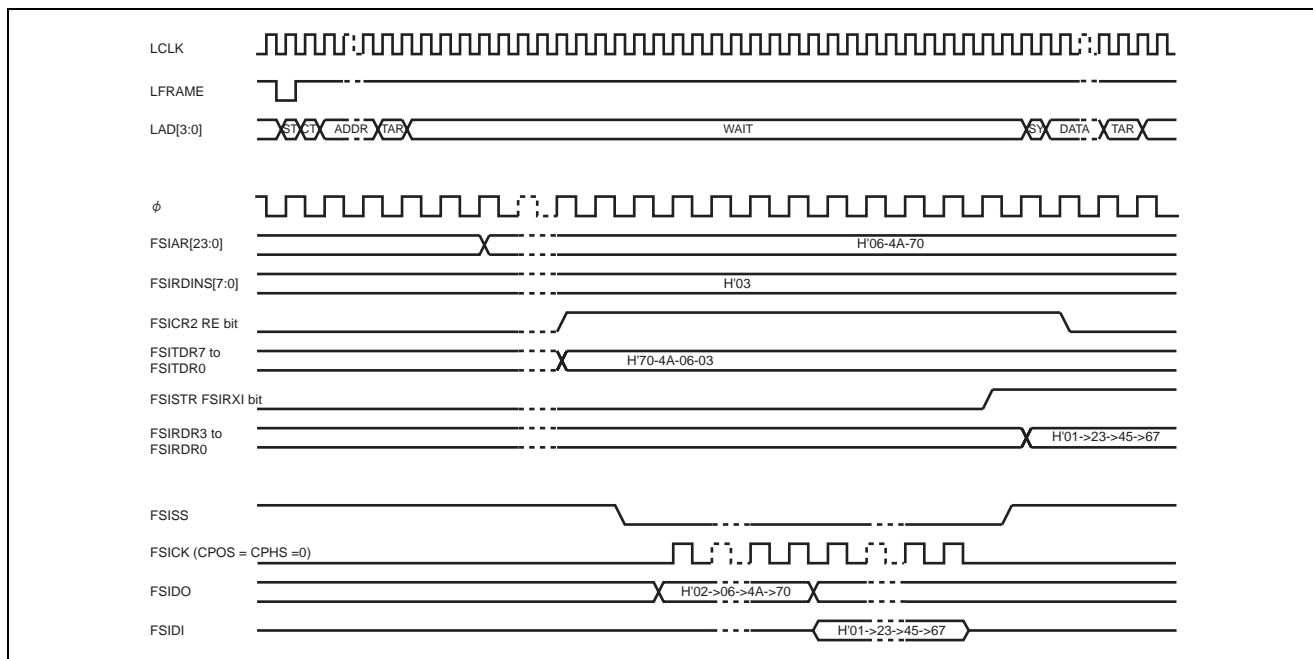 LCLK
LFRAME
LAD[3:0] ST CT ADDR TAR WAIT SY DATA TAR
ϕ
FSIAR[23:0] H'06-4A-70
FSIRDINS[7:0] H'03
FSICR2 RE bit
FSITDR7 to
FSITDR0 H'70-4A-06-03
FSISTR FSIRXI bit
FSIRDR3 to
FSIRDR0 H'01->23->45->67
FSISS
FSICK (CPOS = CPHS =0)
FSIDO H'02->06->4A->70
FSIDI H'01->23->45->67